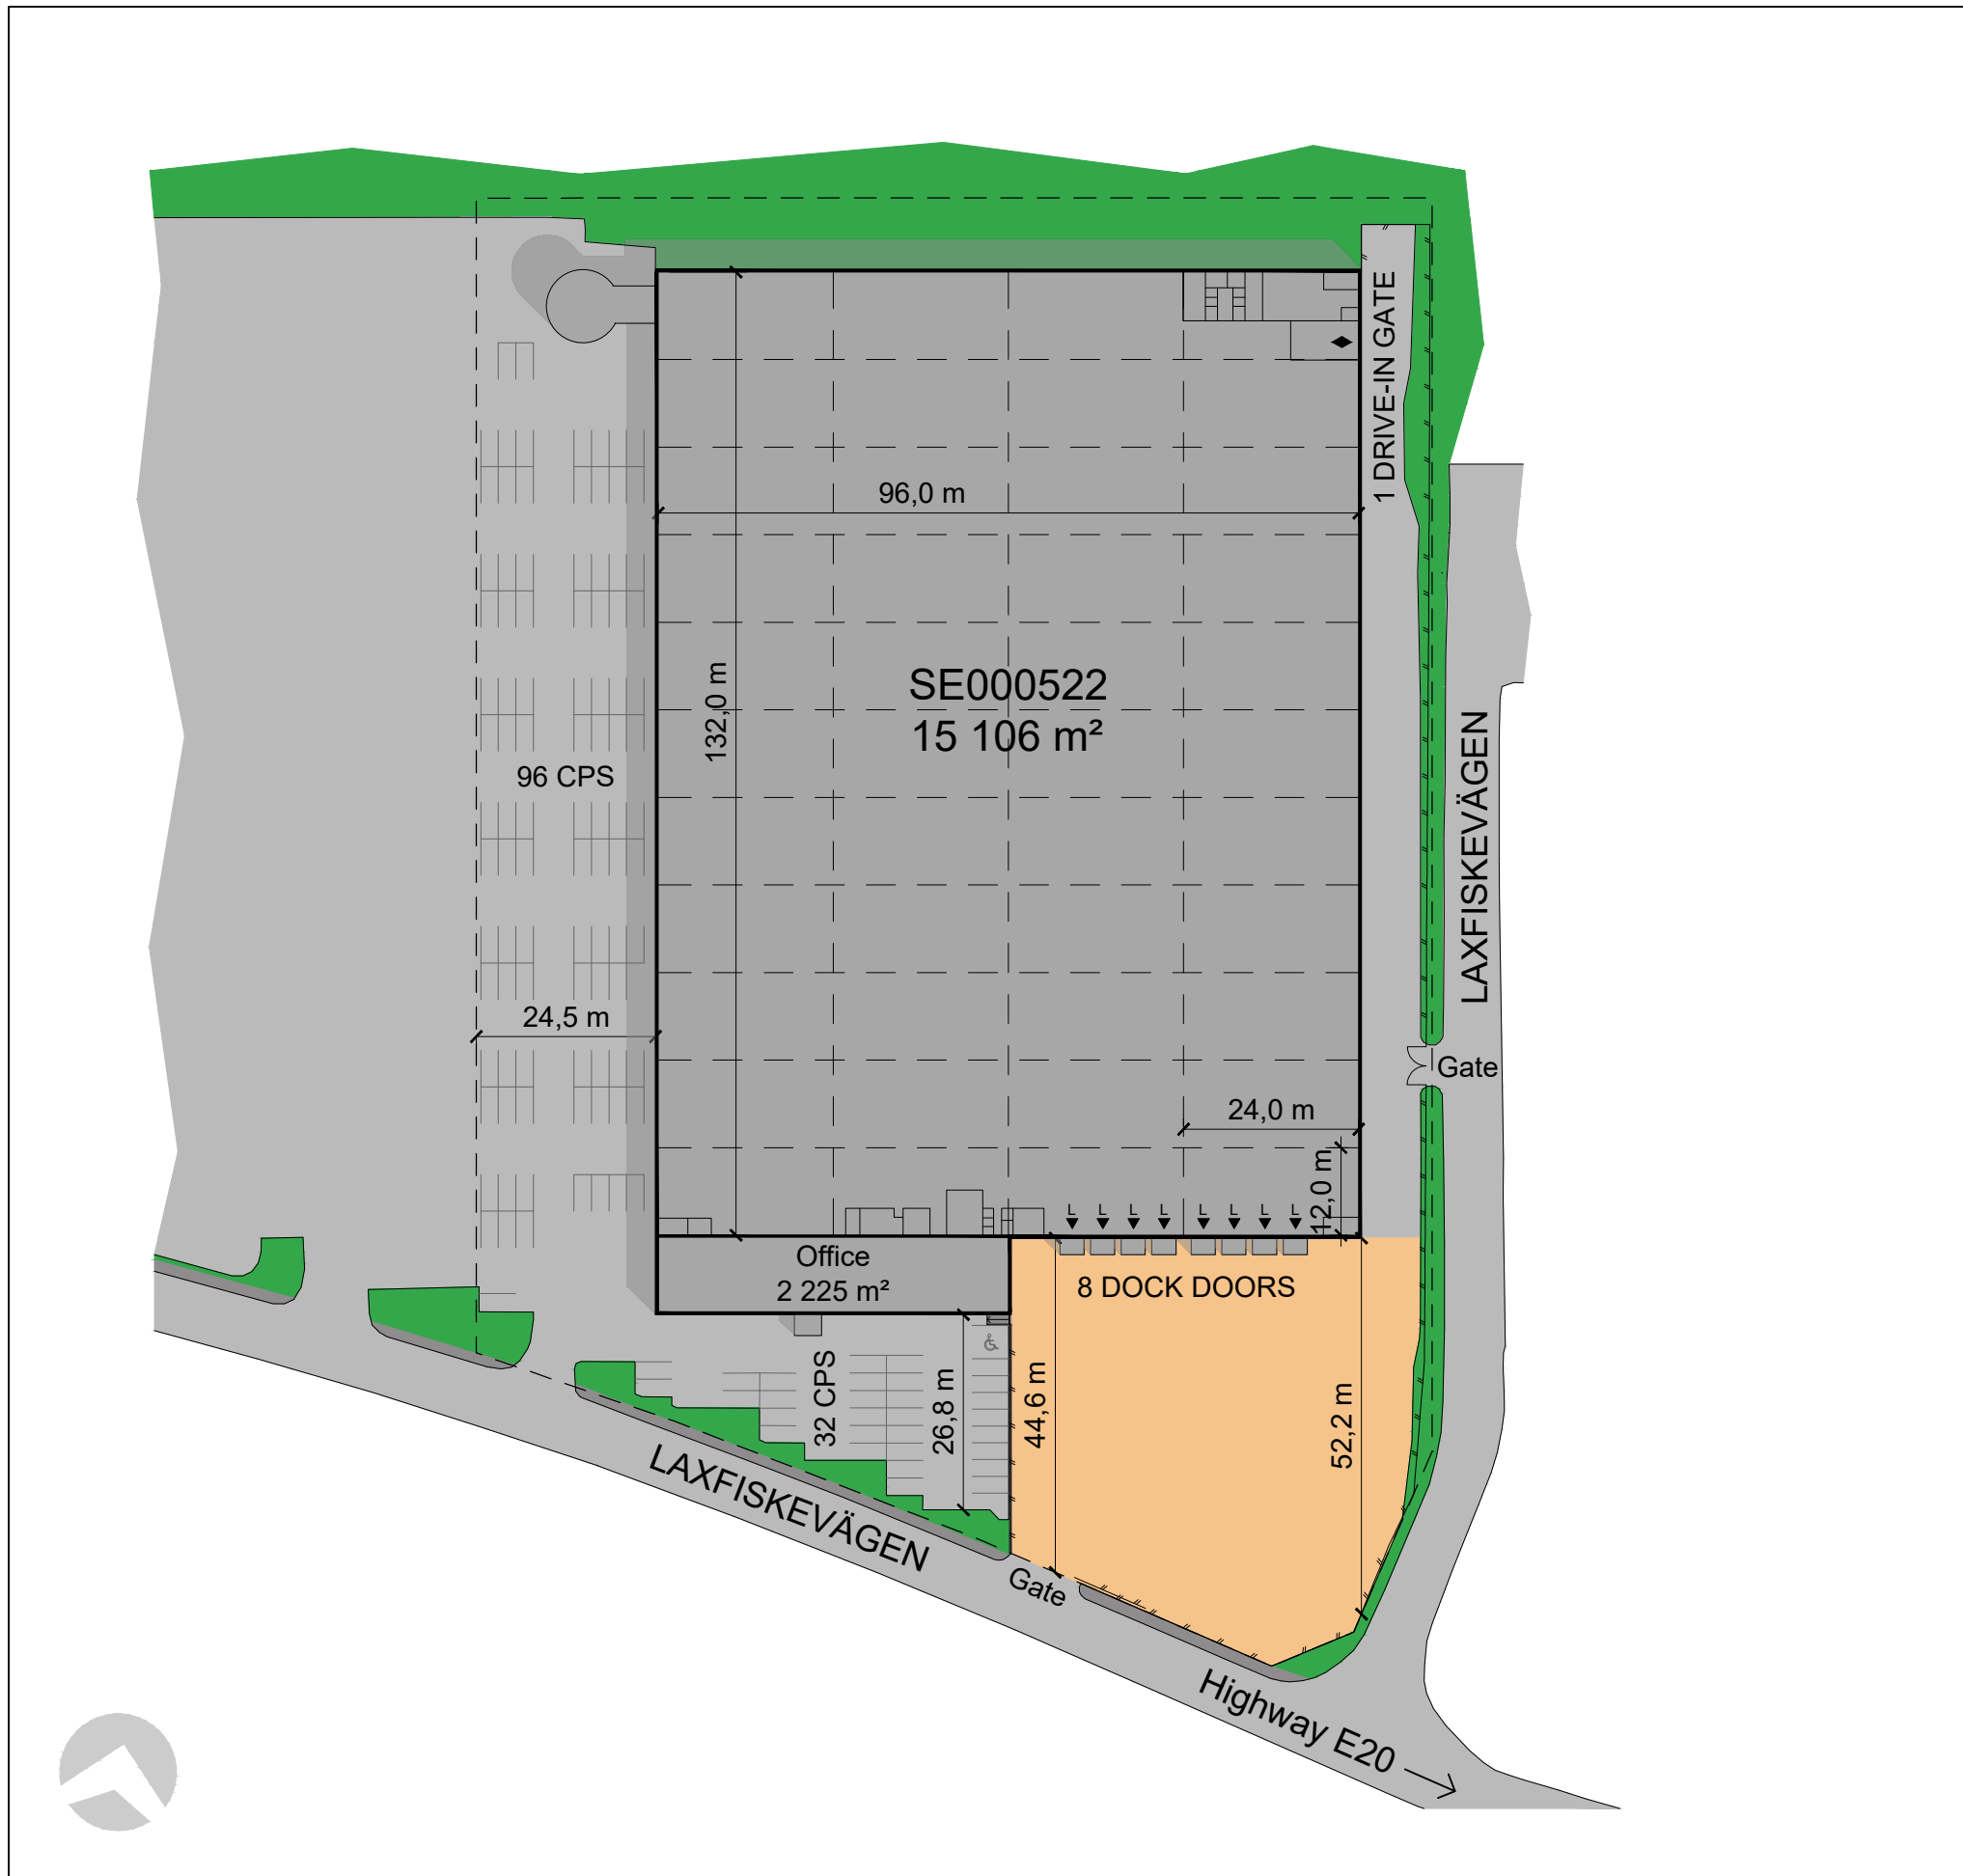 1 DRIVE-IN GATE
96,0 m
132,0 m
SE000522
15 106 m²
LAXFISKEVÄGEN
96 CPS
24,5 m
Gate
24,0 m
12,0 m
L L L L L L L L
Office
2 225 m²
8 DOCK DOORS
32 CPS
26,8 m
44,6 m
52,2 m
LAXFISKEVÄGEN
Gate
Highway E20